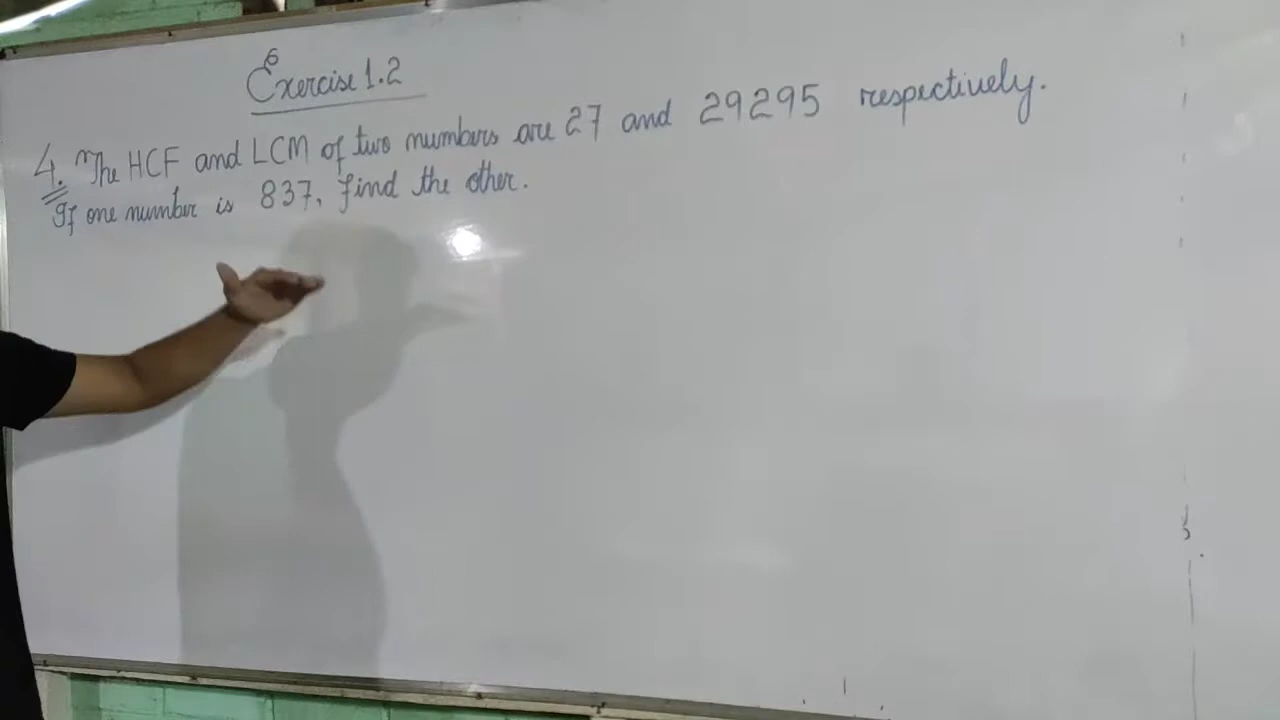 Exercise 1.2
4. The HCF and LCM of two numbers are 27 and 29295 respectively.
If one number is 837, find the other.